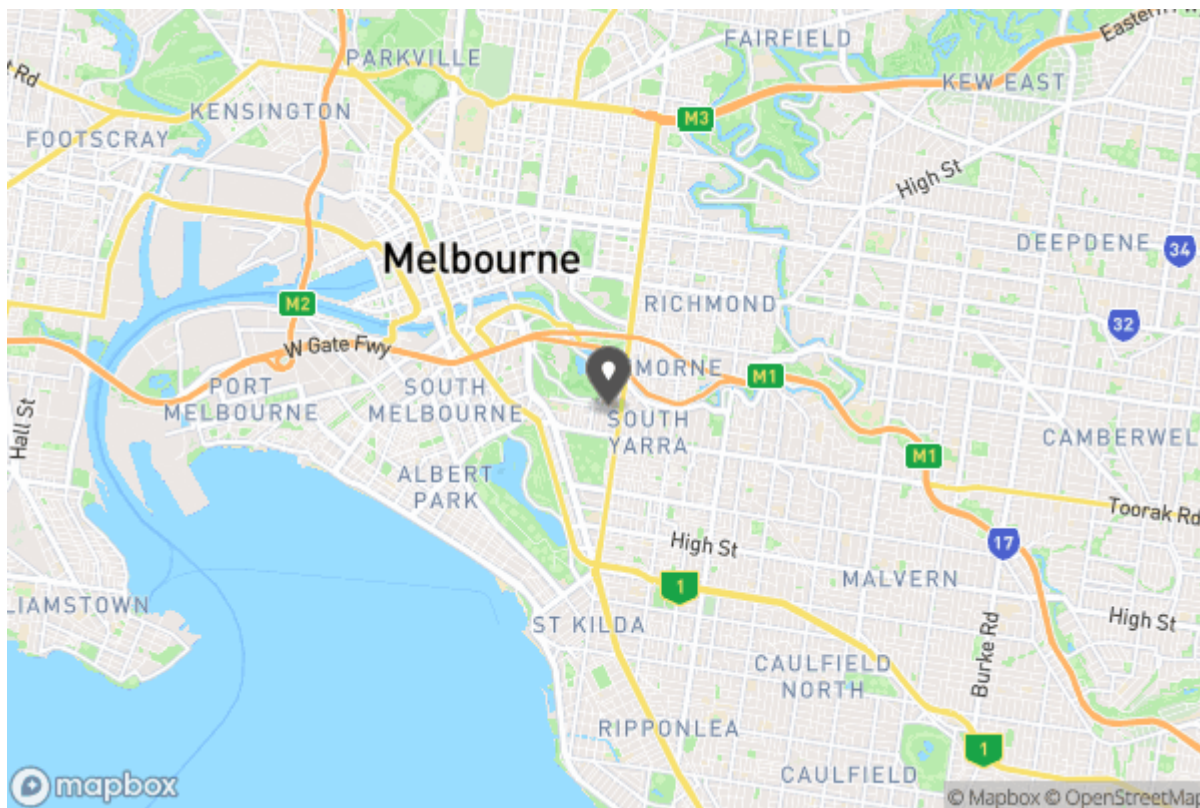 FAIRFIELD
Eastern
PARKVILLE
KEW EAST
KENSINGTON
M3
FOOTSCRAY
High St
Melbourne
DEEPDENE
34
RICHMOND
M2
32
W Gate Fwy
MORNE
M1
PORT
MELBOURNE
SOUTH
MELBOURNE
SOUTH
YARRA
Hall St
CAMBERWEL
M1
ALBERT
PARK
Toorak Rd
High St
17
1
MALVERN
LIAMSTOWN
High St
ST KILDA
Burke Rd
CAULFIELD
NORTH
RIPPONLEA
1
CAULFIELD
mapbox
© Mapbox © OpenStreetMap